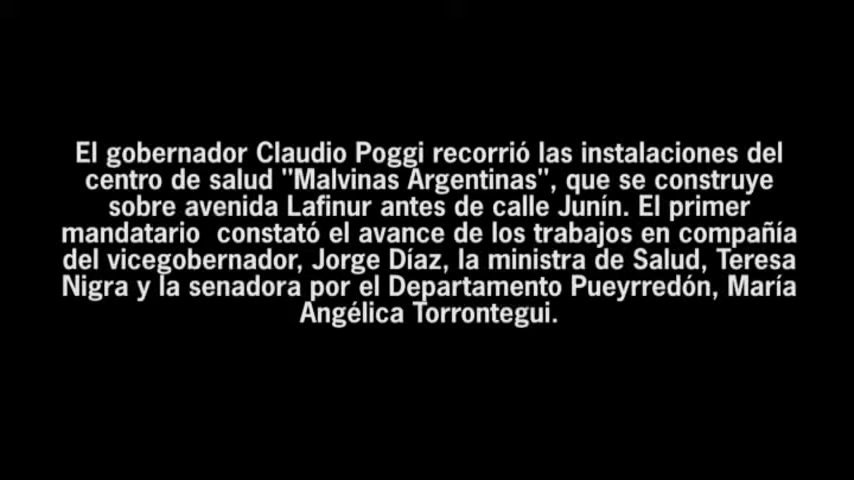 El gobernador Claudio Poggi recorrió las instalaciones del
centro de salud "Malvinas Argentinas", que se construye
sobre avenida Lafinur antes de calle Junín. El primer
mandatario  constató el avance de los trabajos en compañía
del vicegobernador, Jorge Díaz, la ministra de Salud, Teresa
Nigra y la senadora por el Departamento Pueyrredón, María
Angélica Torrontegui.